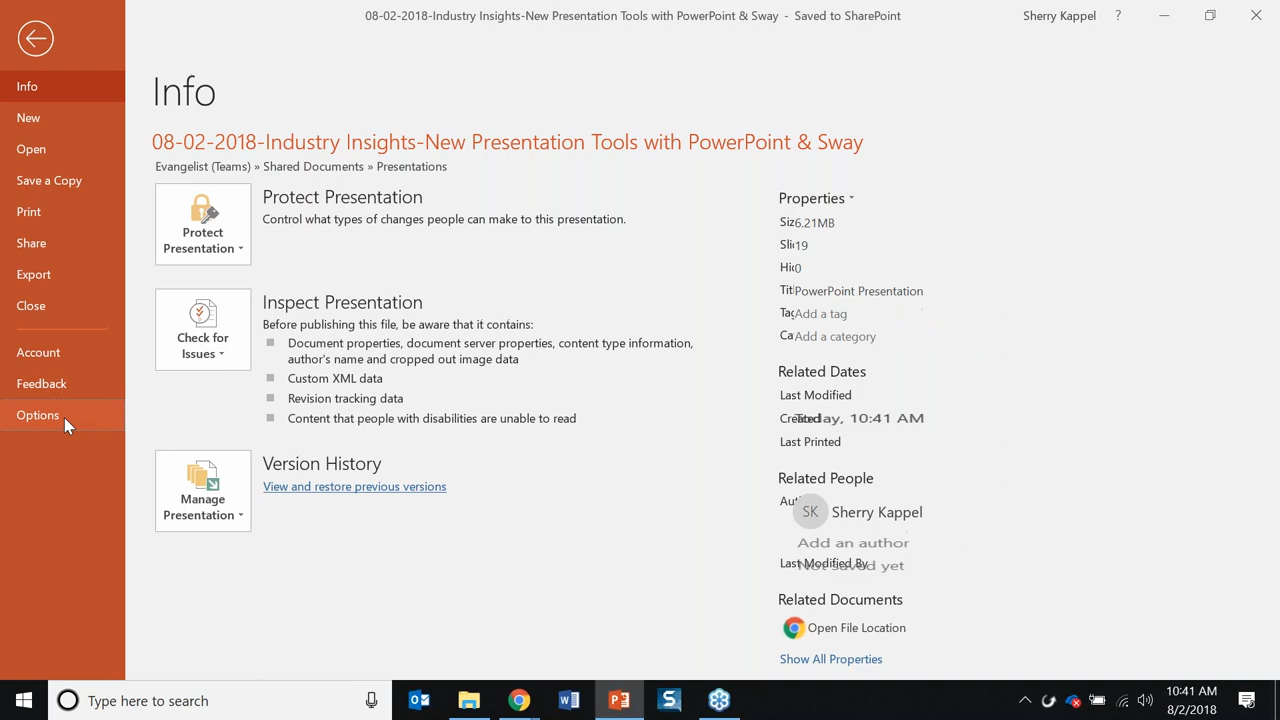 08-02-2018-Industry Insights-New Presentation Tools with PowerPoint & Sway - Saved to SharePoint
Sherry Kappel
?
Info
New
Open
Save a Copy
Print
Share
Export
Close
Account
Feedback
Options
Info
08-02-2018-Industry Insights-New Presentation Tools with PowerPoint & Sway
Evangelist (Teams) » Shared Documents » Presentations
Protect Presentation
Protect Presentation
Control what types of changes people can make to this presentation.
Check for Issues
Inspect Presentation
Before publishing this file, be aware that it contains:
Document properties, document server properties, content type information,
author's name and cropped out image data
Custom XML data
Revision tracking data
Content that people with disabilities are unable to read
Manage Presentation
Version History
View and restore previous versions
Properties
6.21MB
19
0
PowerPoint Presentation
Add a tag
Add a category
Related Dates
Last Modified
Created Today, 10:41 AM
Last Printed
Related People
SK Sherry Kappel
Add an author
Last Modified By
Not saved yet
Related Documents
Open File Location
Show All Properties
Type here to search
10:41 AM
8/2/2018